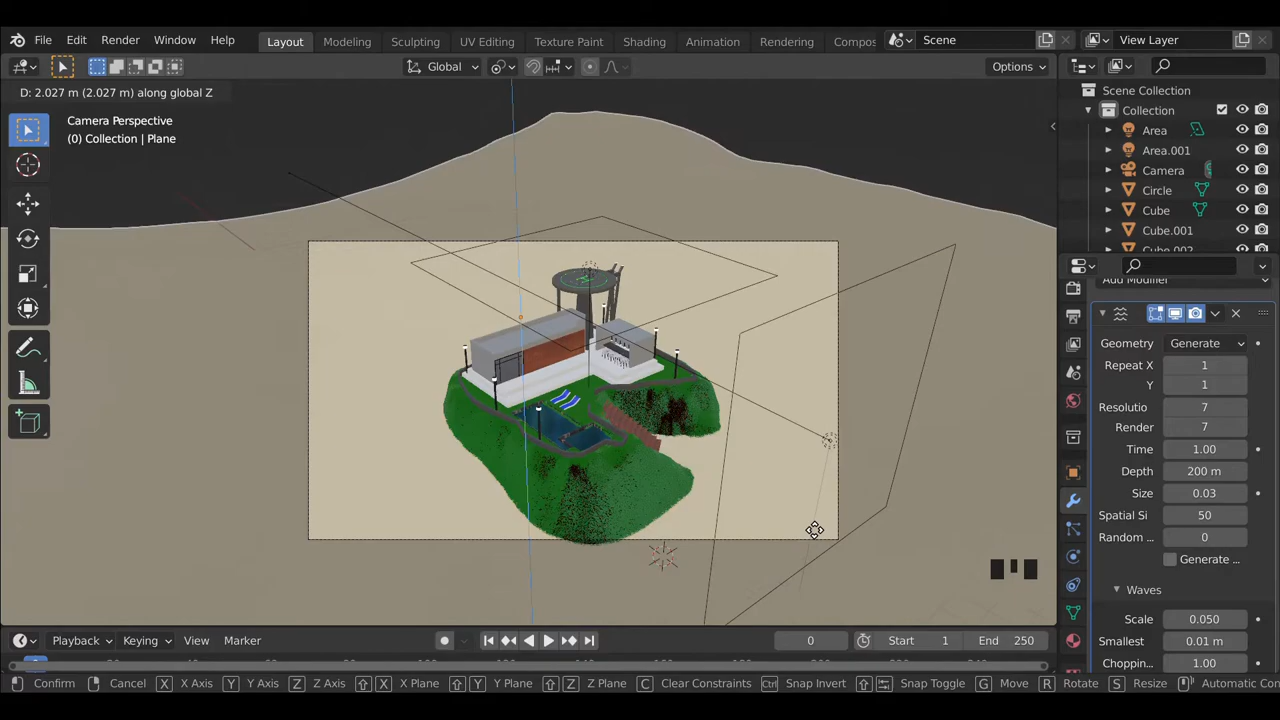 File Edit Render Window Help Layout Modeling Sculpting UV Editing Texture Paint Shading Animation Rendering Compos Scene View Layer
Global Options
D: 2.027 m (2.027 m) along global Z
Scene Collection
Camera Perspective
Collection
(0) Collection | Plane
Area
Area.001
Camera
Circle
Cube
Cube.001
Cube.002
Add Modifier
Geometry Generate
Repeat X 1
Y 1
Resolutio 7
Render 7
Time 1.00
Depth 200 m
Size 0.03
Spatial Si 50
Random ... 0
Generate ...
Waves
Scale 0.050
Smallest 0.01 m
Choppin... 1.00
H
Playback Keying View Marker 0 Start 1 End 250
Confirm Cancel X X Axis Y Y Axis Z Z Axis X X Plane Y Y Plane Z Z Plane C Clear Constraints Ctrl Snap Invert Snap Toggle G Move R Rotate S Resize Automatic Con